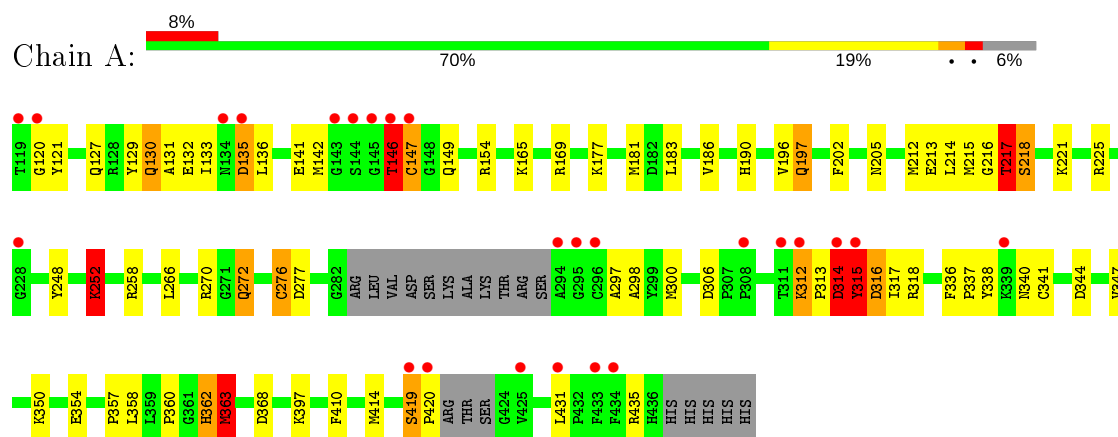 8%
Chain A:
70% 19% • • 6%
T119 G120 Y121 Q127 R128 Y129 Q130 A131 E132 I133 N134 D135 L136 E141 M142 G143 S144 G145 T146 C147 G148 Q149 R154 K165 R169 K177 M181 D182 L183 V186 H190 V196 Q197 F202 N205 M212 E213 L214 M215 G216 T217 S218 K221 R225
G228 Y248 K252 R258 L266 R270 G271 Q272 C276 D277 G282 ARG LEU VAL ASP SER LYS ALA LYS THR ARG SER A294 G295 C296 A297 A298 Y299 M300 D306 P307 P308 T311 K312 P313 D314 Y315 D316 I317 R318 F336 P337 Y338 K339 N340 C341 D344 V347
K350 E354 P357 L358 L359 P360 G361 H362 M363 D368 K397 F410 M414 S419 P420 ARG THR SER G424 V425 L431 P432 F433 F434 R435 H436 HIS HIS HIS HIS HIS